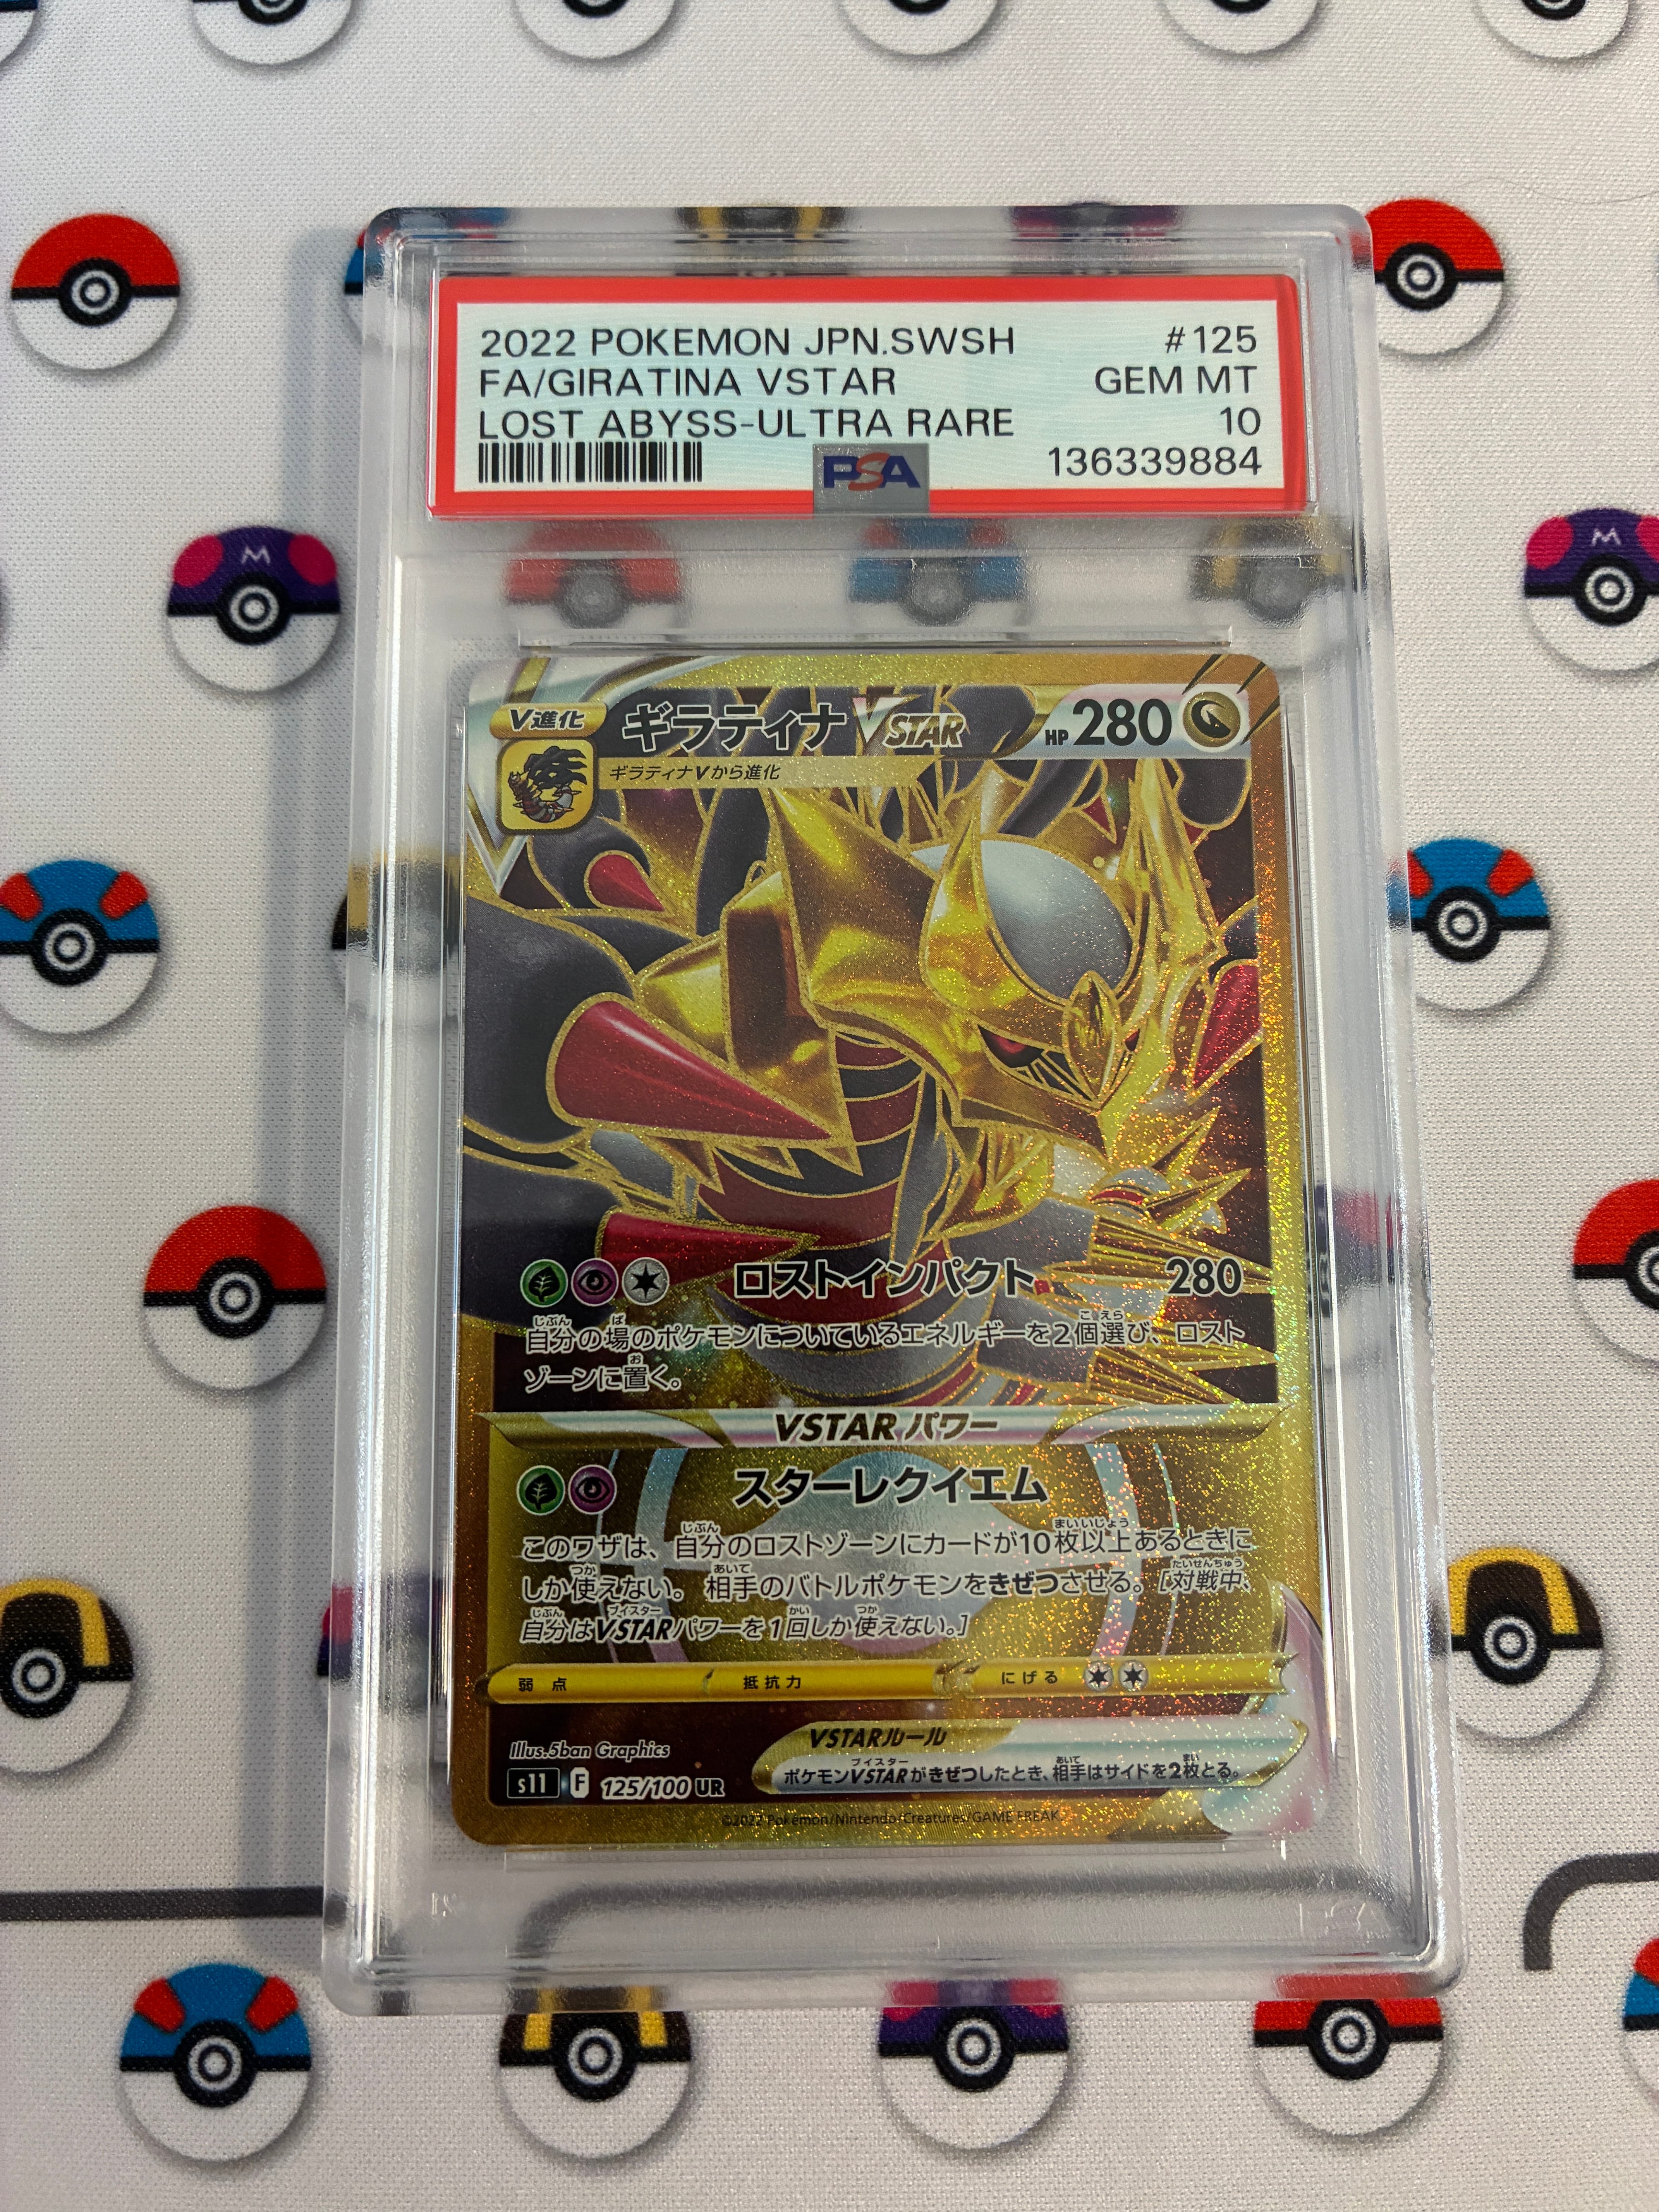 2022 POKEMON JPN.SWSH #125
FA/GIRATINA VSTAR GEM MT
LOST ABYSS-ULTRA RARE 10
PSA 136339884
V進化 ギラティナVSTAR HP280
ギラティナVから進化
ロストインパクト 280
自分の場のポケモンについているエネルギーを2個選び、ロスト
ゾーンに置く。
VSTARパワー
スターレクイエム
このワザは、自分のロストゾーンにカードが10枚以上あるときに
しか使えない。相手のバトルポケモンをきぜつさせる。[対戦中、
自分はVSTARパワーを1回しか使えない。]
弱点 抵抗力 にげる
Illus.5ban Graphics
VSTARルール
ポケモンVSTARがきぜつしたとき、相手はサイドを2枚とる。
s11 F 125/100 UR
©2022 Pokémon/Nintendo/Creatures/GAME FREAK
M
M